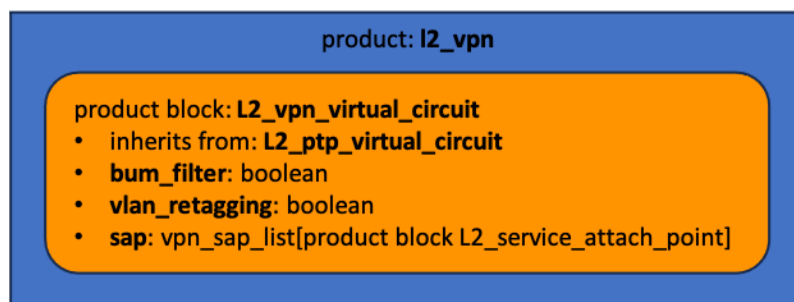 product: l2_vpn
product block: L2_vpn_virtual_circuit
• inherits from: L2_ptp_virtual_circuit
• bum_filter: boolean
• vlan_retagging: boolean
• sap: vpn_sap_list[product block L2_service_attach_point]